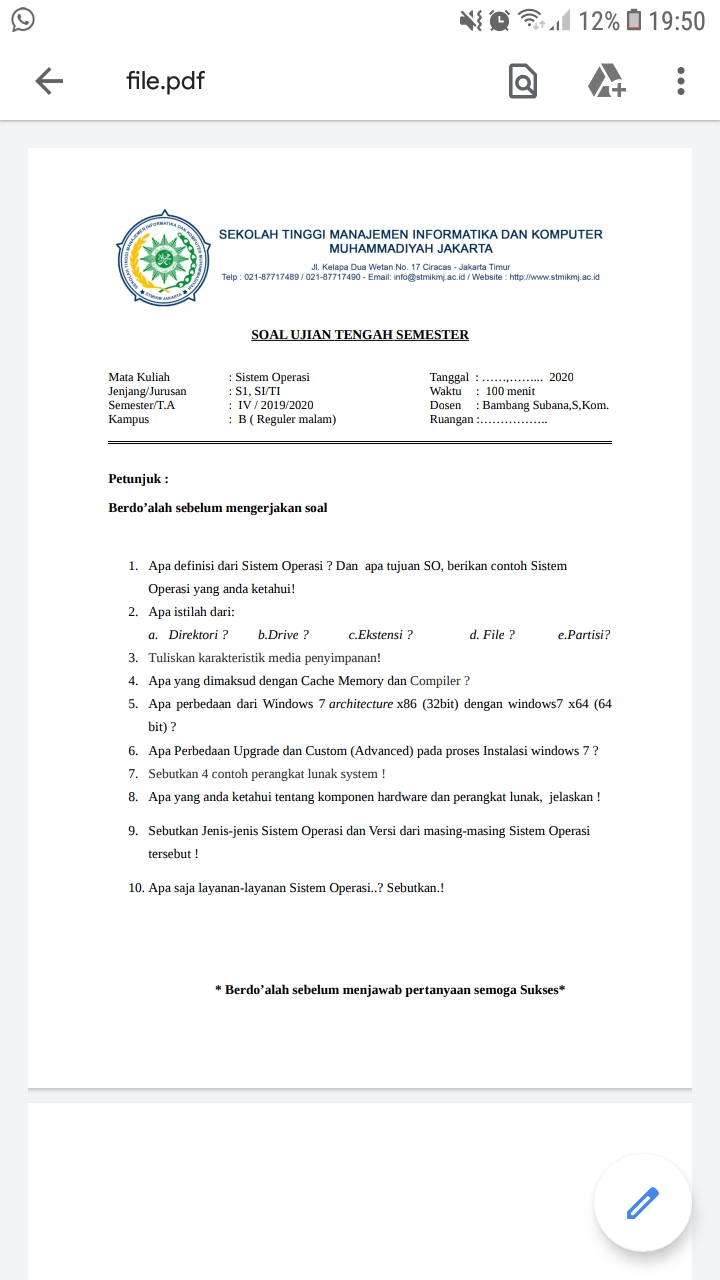 12% 19:50
file.pdf
SEKOLAH TINGGI MANAJEMEN INFORMATIKA DAN KOMPUTER
MUHAMMADIYAH JAKARTA
Jl. Kelapa Dua Wetan No. 17 Ciracas - Jakarta Timur
Telp : 021-87717489 / 021-87717490 - Email: info@stmikmj.ac.id / Website : http://www.stmikmj.ac.id
SOAL UJIAN TENGAH SEMESTER
Mata Kuliah : Sistem Operasi Tanggal : ……,…….... 2020
Jenjang/Jurusan : S1, SI/TI Waktu : 100 menit
Semester/T.A : IV / 2019/2020 Dosen : Bambang Subana,S,Kom.
Kampus : B ( Reguler malam) Ruangan :……………..
Petunjuk :
Berdo’alah sebelum mengerjakan soal
1. Apa definisi dari Sistem Operasi ? Dan apa tujuan SO, berikan contoh Sistem
Operasi yang anda ketahui!
2. Apa istilah dari:
a. Direktori ? b.Drive ? c.Ekstensi ? d. File ? e.Partisi?
3. Tuliskan karakteristik media penyimpanan!
4. Apa yang dimaksud dengan Cache Memory dan Compiler ?
5. Apa perbedaan dari Windows 7 architecture x86 (32bit) dengan windows7 x64 (64
bit) ?
6. Apa Perbedaan Upgrade dan Custom (Advanced) pada proses Instalasi windows 7 ?
7. Sebutkan 4 contoh perangkat lunak system !
8. Apa yang anda ketahui tentang komponen hardware dan perangkat lunak, jelaskan !
9. Sebutkan Jenis-jenis Sistem Operasi dan Versi dari masing-masing Sistem Operasi
tersebut !
10. Apa saja layanan-layanan Sistem Operasi..? Sebutkan.!
* Berdo’alah sebelum menjawab pertanyaan semoga Sukses*